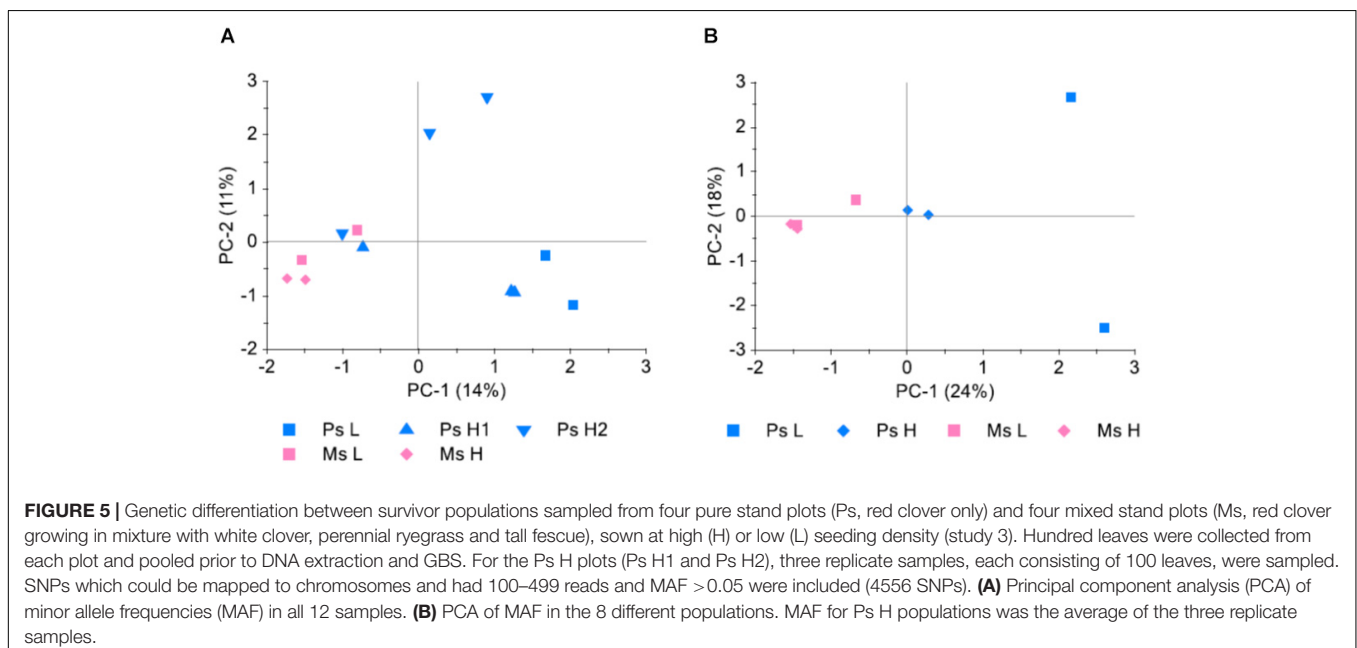 A
B
3
2
1
0
-1
-2
-2 -1 0 1 2 3
PC-2 (11%)
PC-1 (14%)
Ps L Ps H1 Ps H2
Ms L Ms H
3
2
1
0
-1
-2
-3
-2 -1 0 1 2 3
PC-2 (18%)
PC-1 (24%)
Ps L Ps H Ms L Ms H
FIGURE 5 | Genetic differentiation between survivor populations sampled from four pure stand plots (Ps, red clover only) and four mixed stand plots (Ms, red clover
growing in mixture with white clover, perennial ryegrass and tall fescue), sown at high (H) or low (L) seeding density (study 3). Hundred leaves were collected from
each plot and pooled prior to DNA extraction and GBS. For the Ps H plots (Ps H1 and Ps H2), three replicate samples, each consisting of 100 leaves, were sampled.
SNPs which could be mapped to chromosomes and had 100–499 reads and MAF >0.05 were included (4556 SNPs). (A) Principal component analysis (PCA) of
minor allele frequencies (MAF) in all 12 samples. (B) PCA of MAF in the 8 different populations. MAF for Ps H populations was the average of the three replicate
samples.